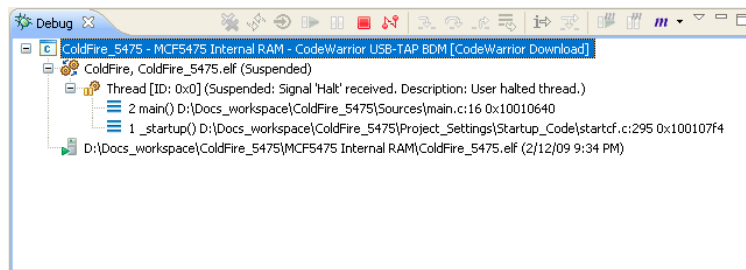 Debug
ColdFire_5475 - MCF5475 Internal RAM - CodeWarrior USB-TAP BDM [CodeWarrior Download]
ColdFire, ColdFire_5475.elf (Suspended)
Thread [ID: 0x0] (Suspended: Signal 'Halt' received. Description: User halted thread.)
2 main() D:\Docs_workspace\ColdFire_5475\Sources\main.c:16 0x10010640
1 _startup() D:\Docs_workspace\ColdFire_5475\Project_Settings\Startup_Code\startcf.c:295 0x100107f4
D:\Docs_workspace\ColdFire_5475\MCF5475 Internal RAM\ColdFire_5475.elf (2/12/09 9:34 PM)